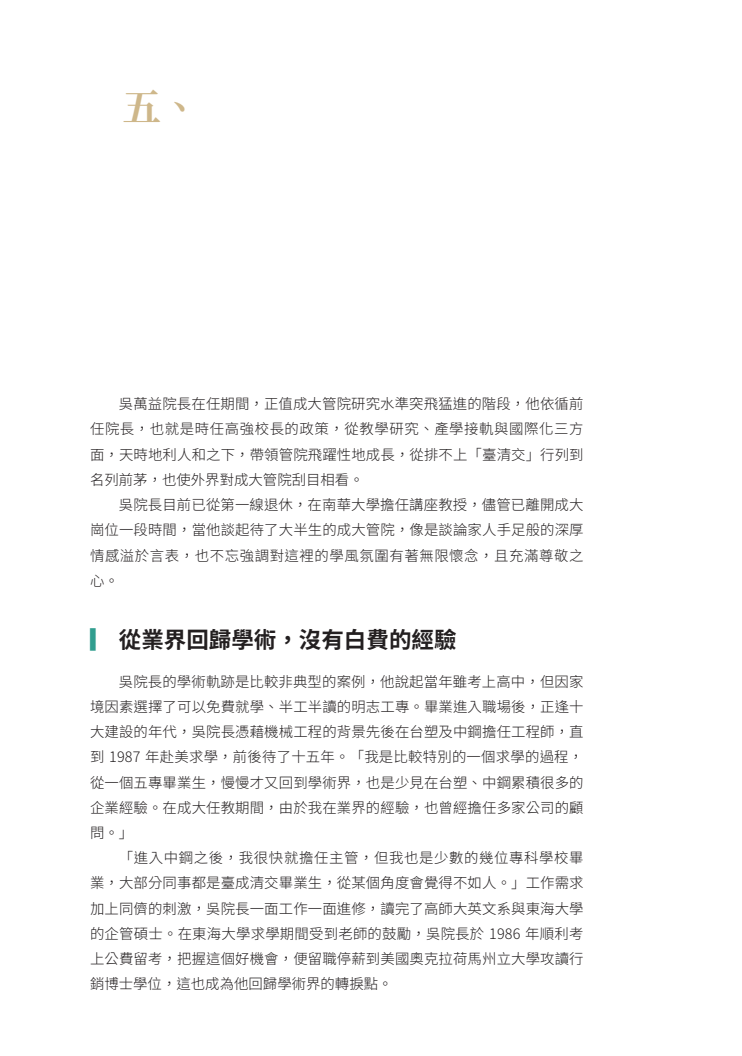 五、
吳萬益院長在任期間，正值成大管院研究水準突飛猛進的階段，他依循前
任院長，也就是時任高強校長的政策，從教學研究、產學接軌與國際化三方
面，天時地利人和之下，帶領管院飛躍性地成長，從排不上「臺清交」行列到
名列前茅，也使外界對成大管院刮目相看。
吳院長目前已從第一線退休，在南華大學擔任講座教授，儘管已離開成大
崗位一段時間，當他談起待了大半生的成大管院，像是談論家人手足般的深厚
情感溢於言表，也不忘強調對這裡的學風氛圍有著無限懷念，且充滿尊敬之
心。
從業界回歸學術，沒有白費的經驗
吳院長的學術軌跡是比較非典型的案例，他說起當年雖考上高中，但因家
境因素選擇了可以免費就學、半工半讀的明志工專。畢業進入職場後，正逢十
大建設的年代，吳院長憑藉機械工程的背景先後在台塑及中鋼擔任工程師，直
到 1987 年赴美求學，前後待了十五年。「我是比較特別的一個求學的過程，
從一個五專畢業生，慢慢才又回到學術界，也是少見在台塑、中鋼累積很多的
企業經驗。在成大任教期間，由於我在業界的經驗，也曾經擔任多家公司的顧
問。」
「進入中鋼之後，我很快就擔任主管，但我也是少數的幾位專科學校畢
業，大部分同事都是臺成清交畢業生，從某個角度會覺得不如人。」工作需求
加上同儕的刺激，吳院長一面工作一面進修，讀完了高師大英文系與東海大學
的企管碩士。在東海大學求學期間受到老師的鼓勵，吳院長於 1986 年順利考
上公費留考，把握這個好機會，便留職停薪到美國奧克拉荷馬州立大學攻讀行
銷博士學位，這也成為他回歸學術界的轉捩點。